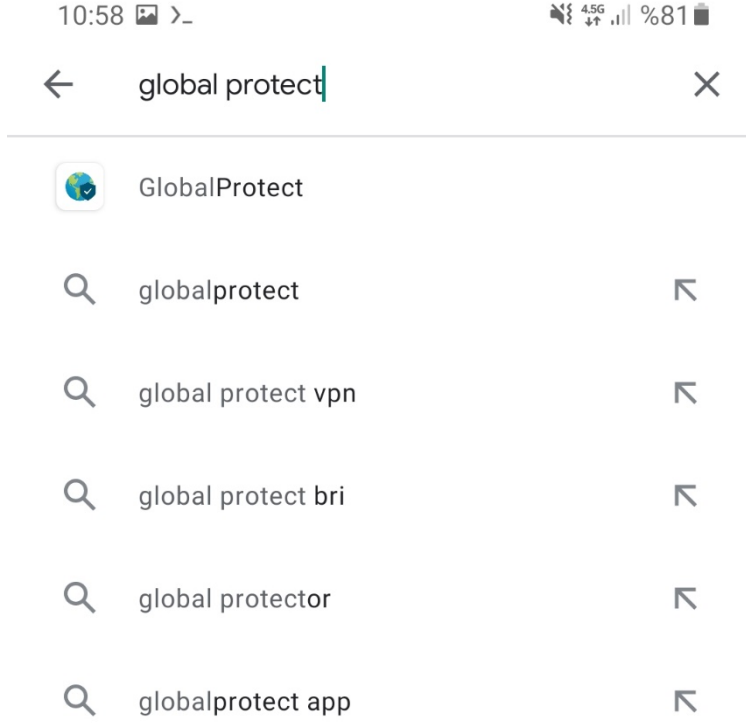 10:58 4.5G %81
global protect
GlobalProtect
globalprotect
global protect vpn
global protect bri
global protector
globalprotect app